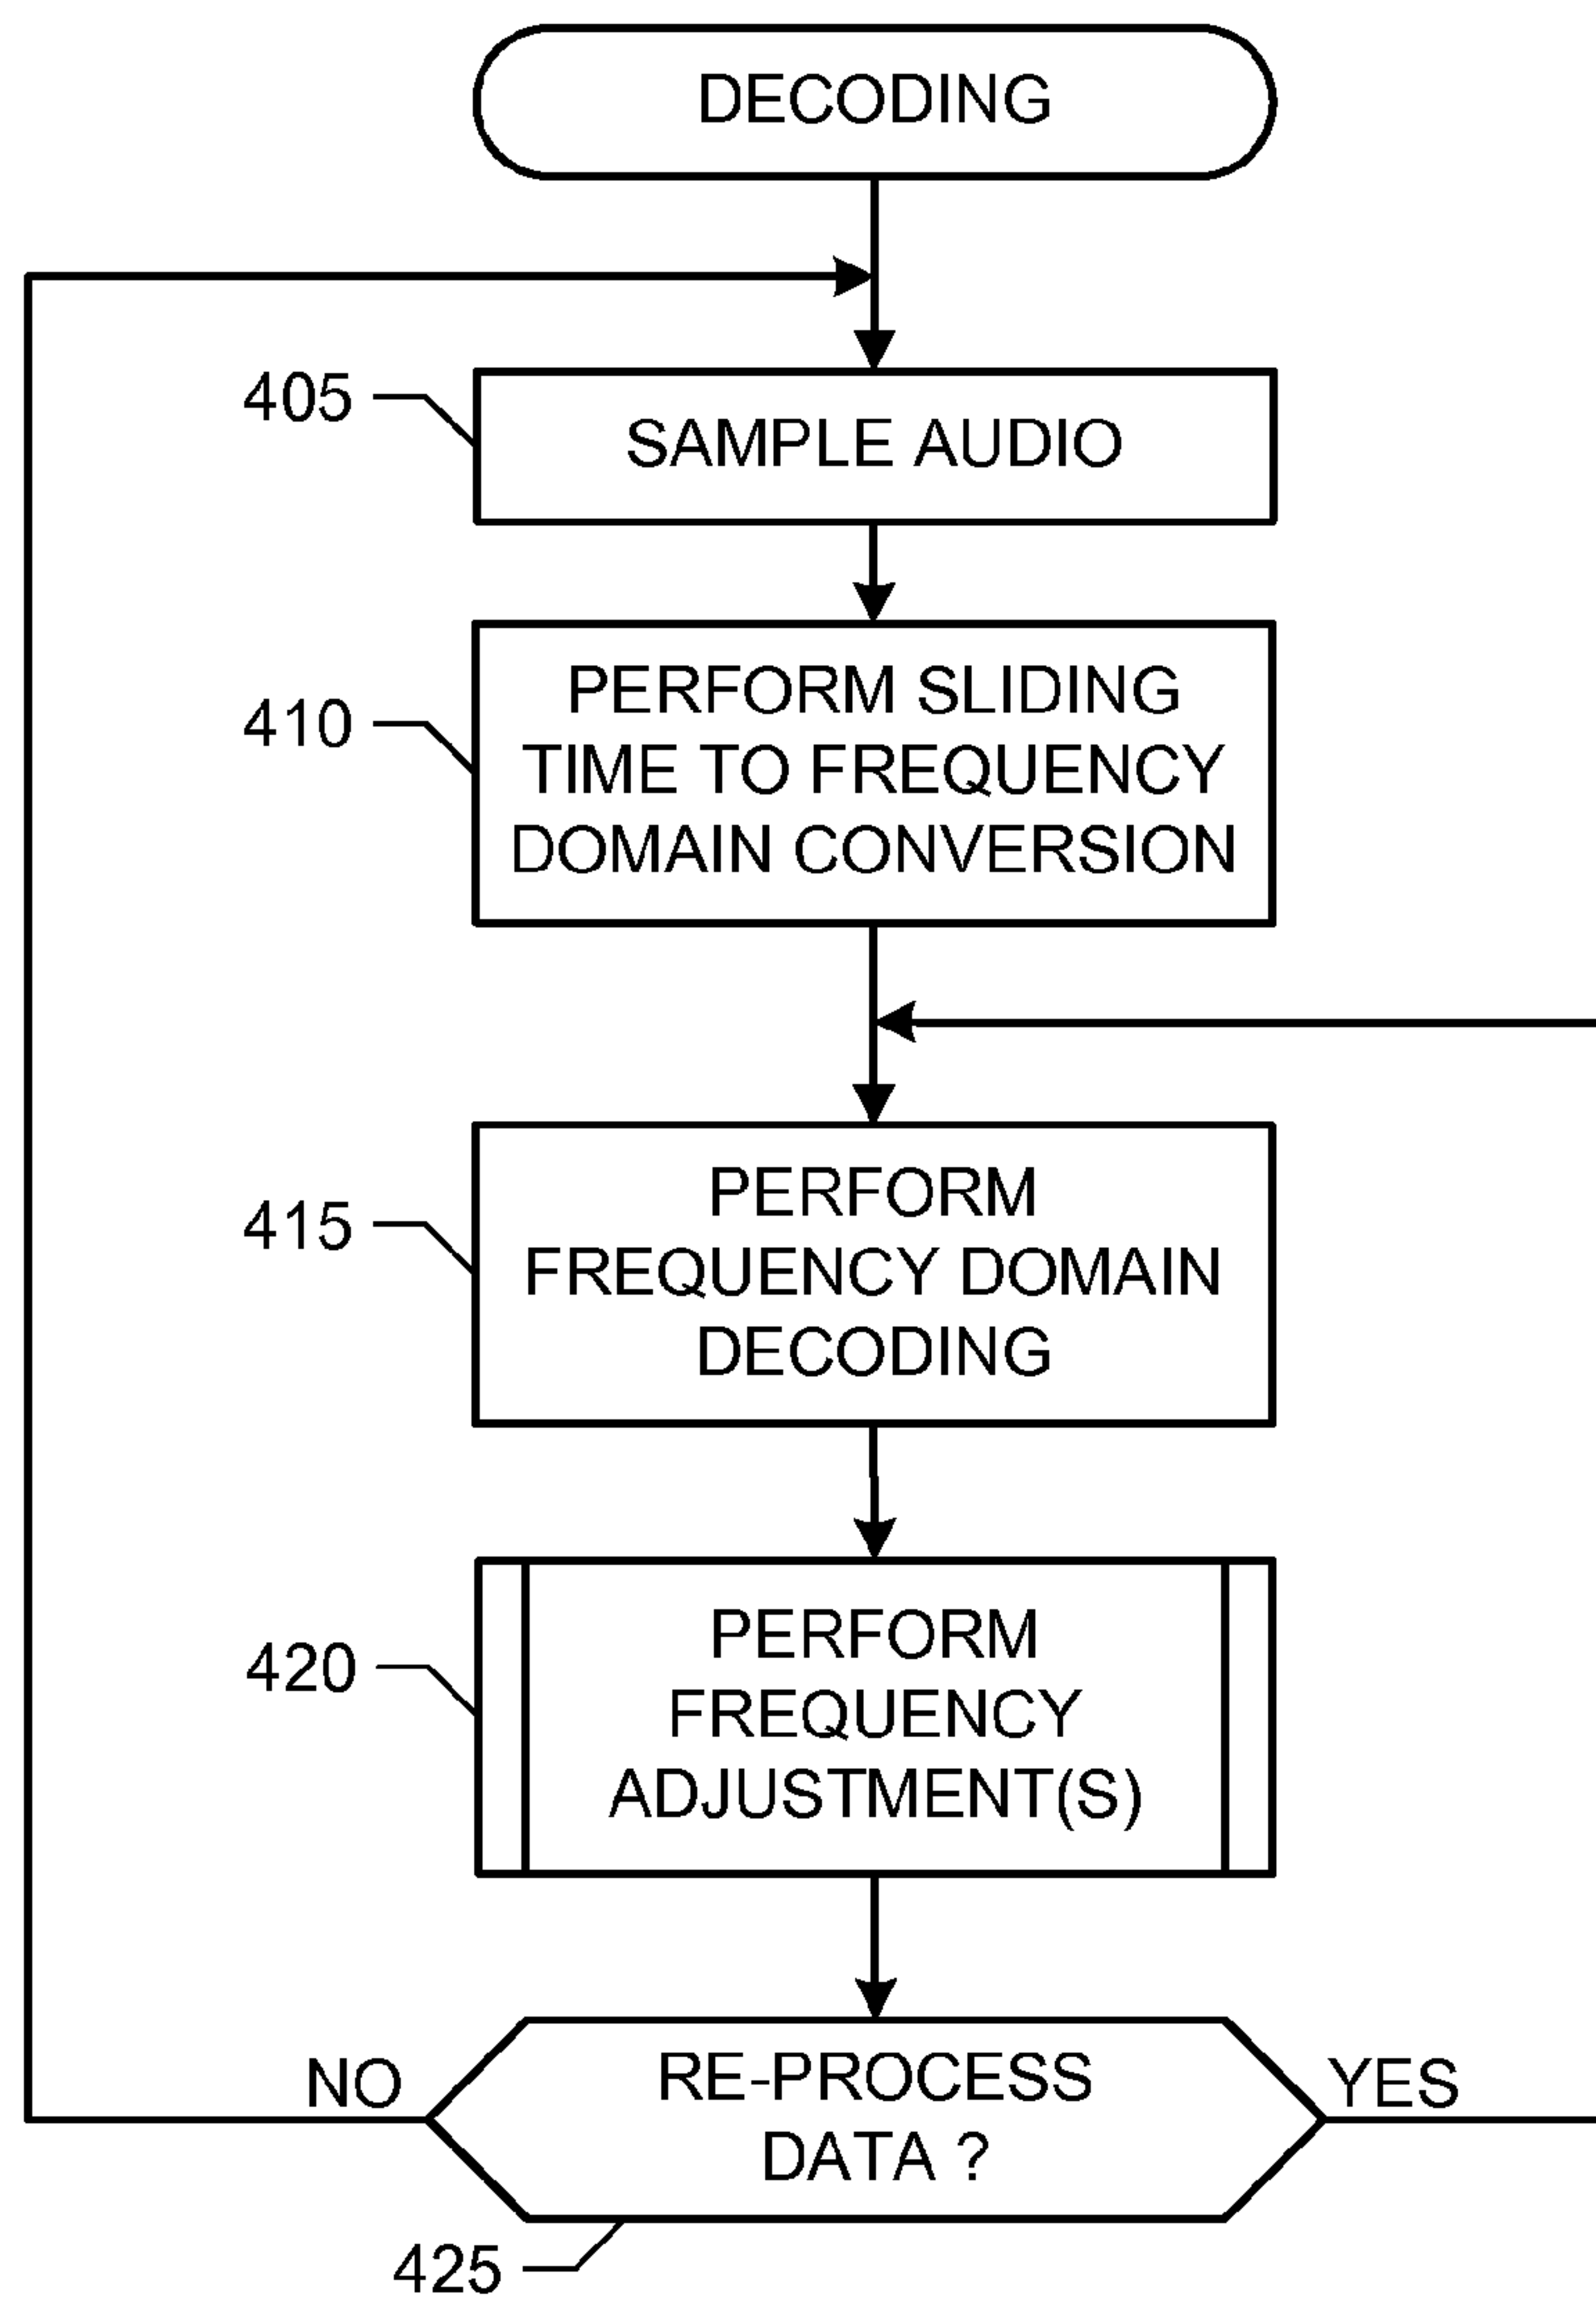 DECODING
405
SAMPLE AUDIO
410
PERFORM SLIDING
TIME TO FREQUENCY
DOMAIN CONVERSION
415
PERFORM
FREQUENCY DOMAIN
DECODING
420
PERFORM
FREQUENCY
ADJUSTMENT(S)
NO
RE-PROCESS
DATA ?
YES
425